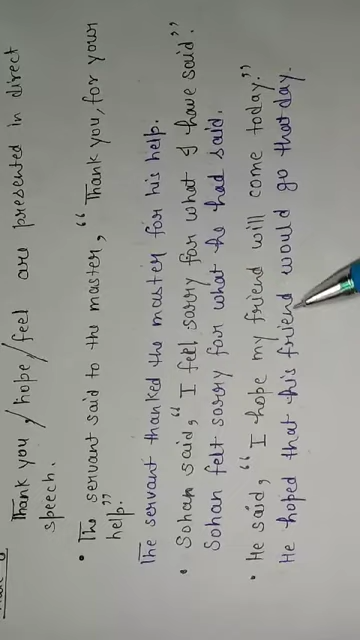 Thank you / hope / feel are presented in direct
speech.
• The servant said to the master, "Thank you, for your
help."
The servant thanked the master for his help.
• Sohan said, "I feel sorry for what I have said."
Sohan felt sorry for what he had said.
• He said, "I hope my friend will come today."
He hoped that his friend would go that day.